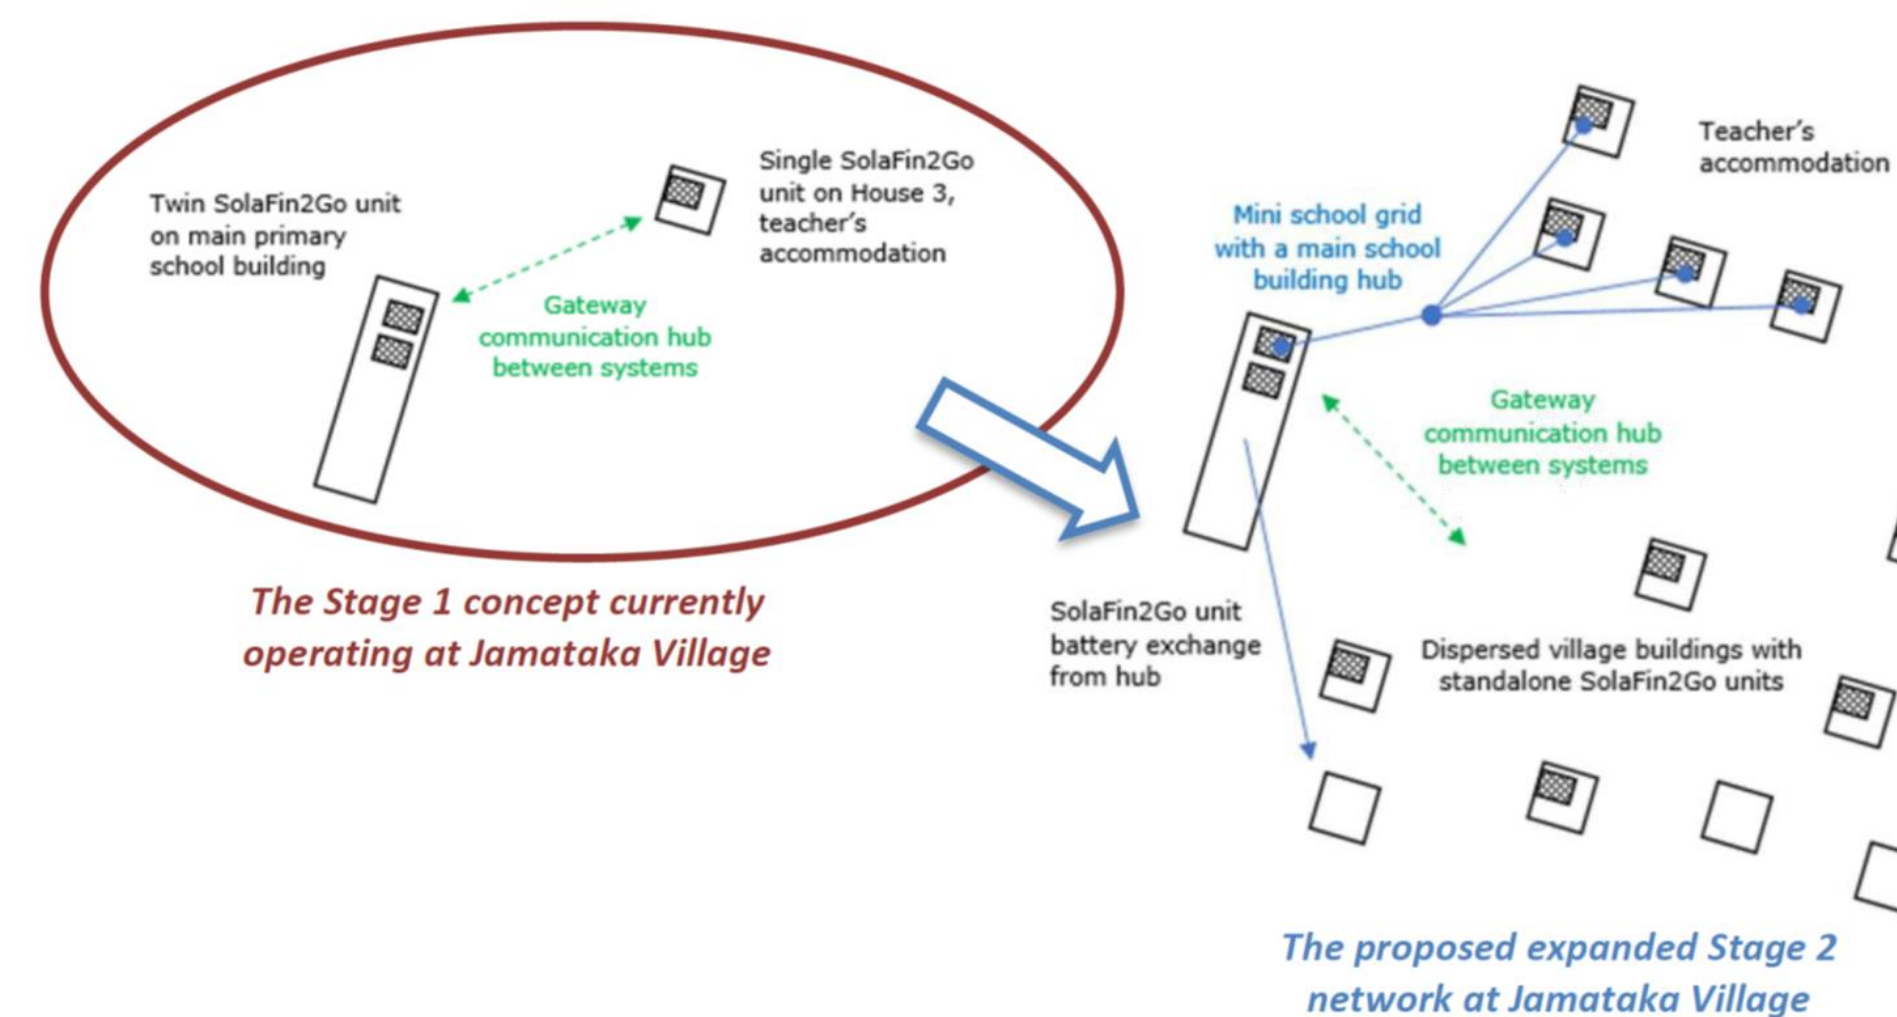 Twin SolaFin2Go unit
on main primary
school building
Single SolaFin2Go
unit on House 3,
teacher's
accommodation
Gateway
communication hub
between systems
The Stage 1 concept currently
operating at Jamataka Village
Teacher's
accommodation
Mini school grid
with a main school
building hub
Gateway
communication hub
between systems
SolaFin2Go unit
battery exchange
from hub
Dispersed village buildings with
standalone SolaFin2Go units
The proposed expanded Stage 2
network at Jamataka Village